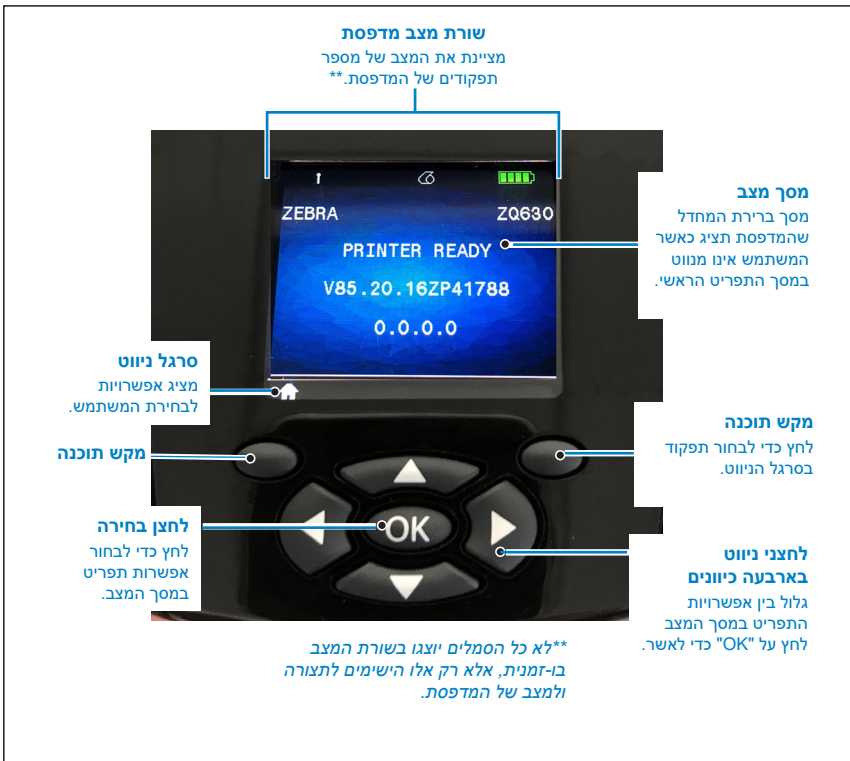 שורת מצב מדפסת
מציינת את המצב של מספר
תפקודים של המדפסת.**
ZEBRA ZQ630
PRINTER READY
V85.20.16ZP41788
0.0.0.0
מסך מצב
מסך ברירת המחדל
שהמדפסת תציג כאשר
המשתמש אינו מנווט
במסך התפריט הראשי.
סרגל ניווט
מציג אפשרויות
לבחירת המשתמש.
מקש תוכנה
לחץ כדי לבחור תפקוד
בסרגל הניווט.
מקש תוכנה
לחצן בחירה
לחץ כדי לבחור
אפשרות תפריט
במסך המצב.
OK
לחצני ניווט
בארבעה כיוונים
גלול בין אפשרויות
התפריט במסך המצב
לחץ על "OK" כדי לאשר.
**לא כל הסמלים יוצגו בשורת המצב
בו-זמנית, אלא רק אלו הישימים לתצורה
ולמצב של המדפסת.